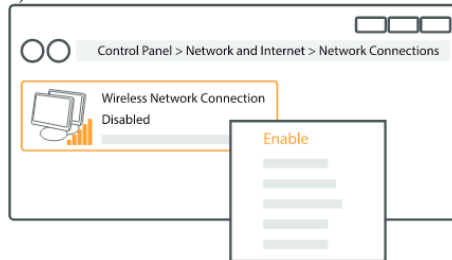 Control Panel > Network and Internet > Network Connections
Wireless Network Connection
Disabled
Enable